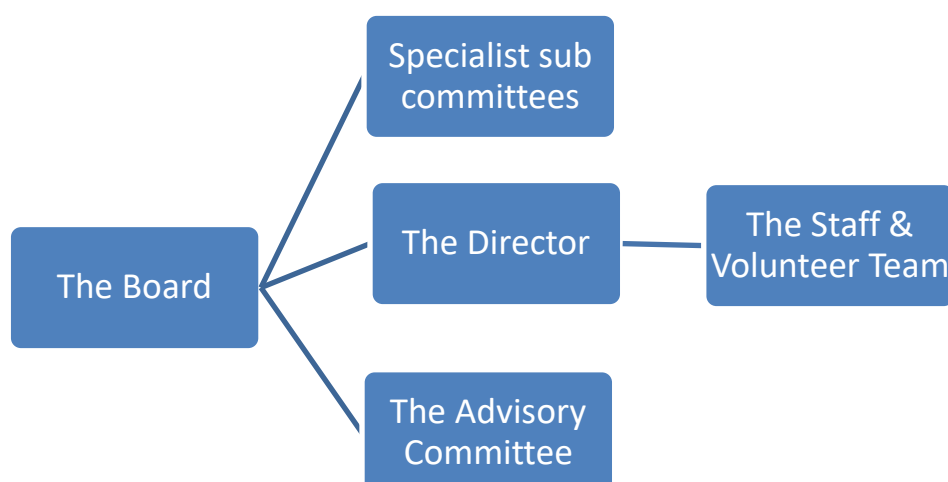 Specialist sub
committees
The Board
The Director
The Staff &
Volunteer Team
The Advisory
Committee